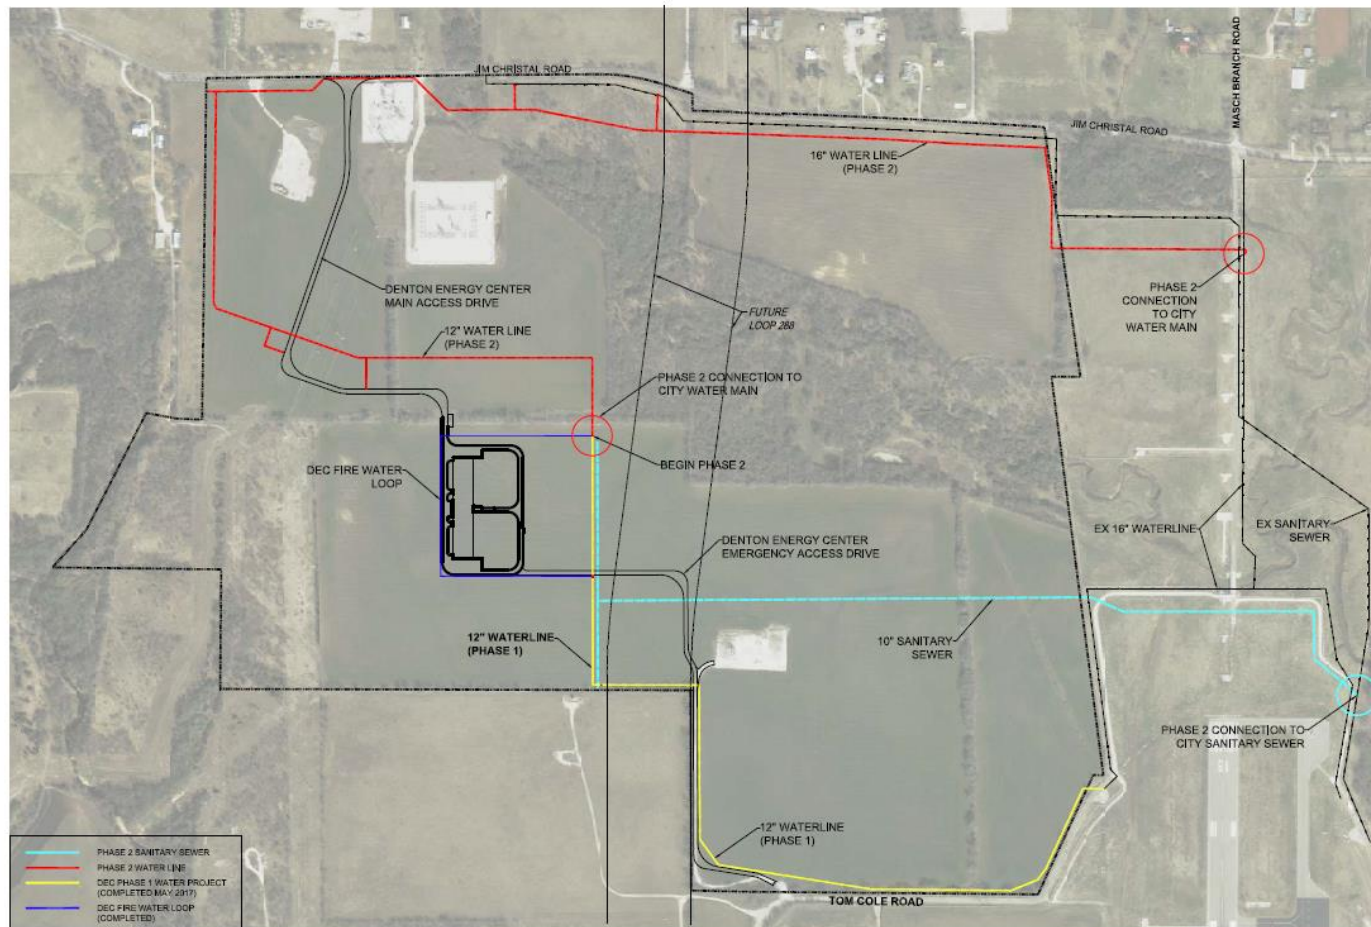 JIM CHRISTAL ROAD
MASCH BRANCH ROAD
JIM CHRISTAL ROAD
16" WATER LINE
(PHASE 2)
DENTON ENERGY CENTER
MAIN ACCESS DRIVE
PHASE 2
CONNECTION
TO CITY
WATER MAIN
FUTURE
LOOP 288
12" WATER LINE
(PHASE 2)
PHASE 2 CONNECTION TO
CITY WATER MAIN
BEGIN PHASE 2
DEC FIRE WATER
LOOP
EX 16" WATERLINE
EX SANITARY
SEWER
DENTON ENERGY CENTER
EMERGENCY ACCESS DRIVE
12" WATERLINE
(PHASE 1)
10" SANITARY
SEWER
PHASE 2 CONNECTION TO
CITY SANITARY SEWER
12" WATERLINE
(PHASE 1)
TOM COLE ROAD
PHASE 2 SANITARY SEWER
PHASE 2 WATER LINE
DEC PHASE 1 WATER PROJECT
(COMPLETED MAY 2017)
DEC FIRE WATER LOOP
(COMPLETED)